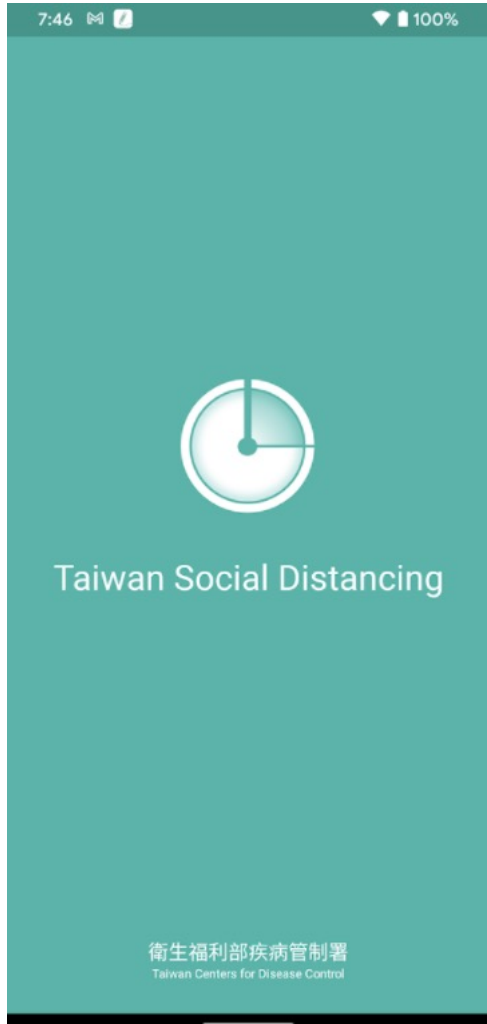 7:46 100%
Taiwan Social Distancing
衛生福利部疾病管制署
Taiwan Centers for Disease Control